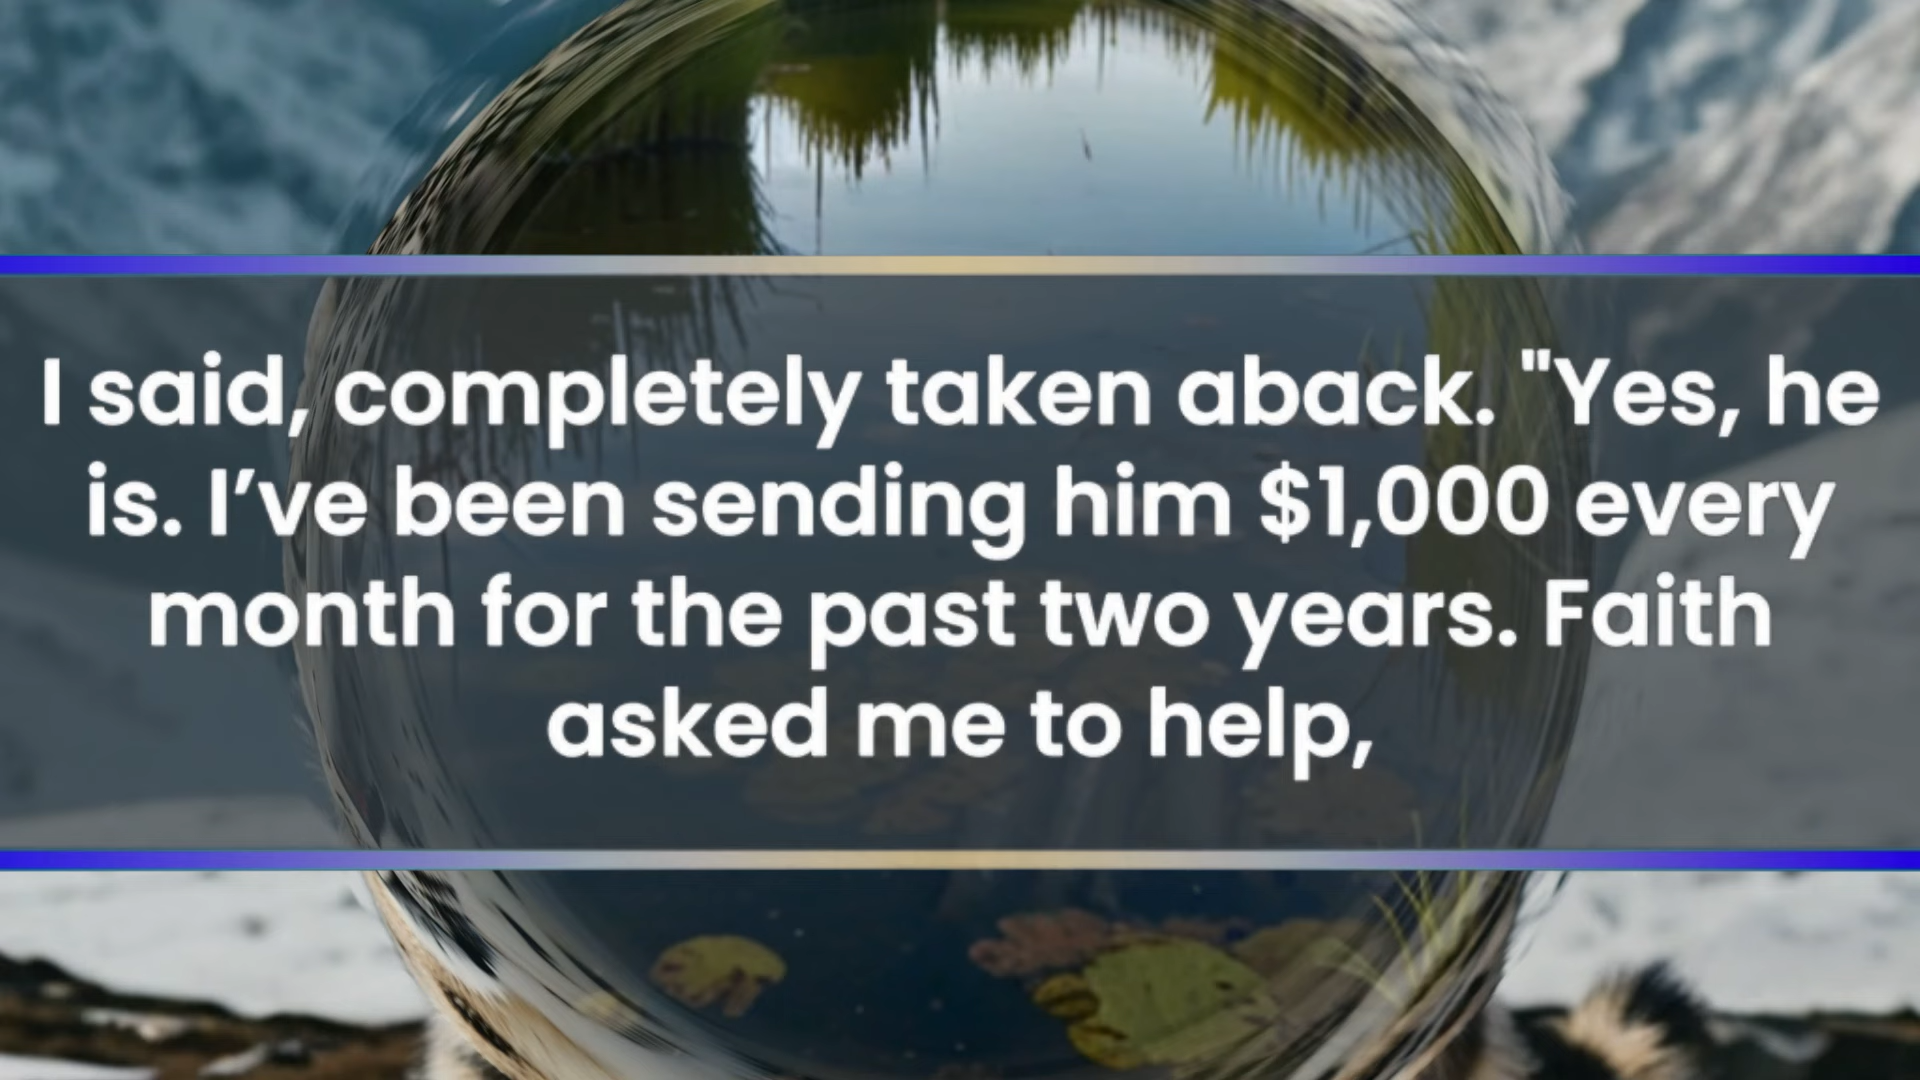 I said, completely taken aback. "Yes, he
is. I’ve been sending him $1,000 every
month for the past two years. Faith
asked me to help,